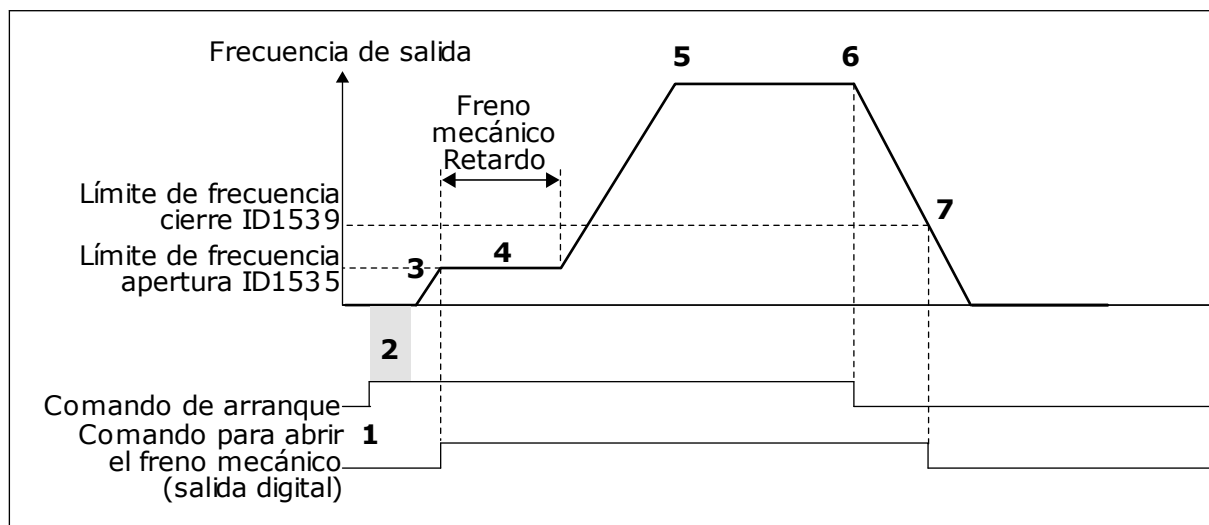 Frecuencia de salida
5
6
Freno
mecánico
Retardo
Límite de frecuencia
cierre ID1539
7
Límite de frecuencia
apertura ID1535
3
4
2
Comando de arranque
Comando para abrir
el freno mecánico
(salida digital)
1